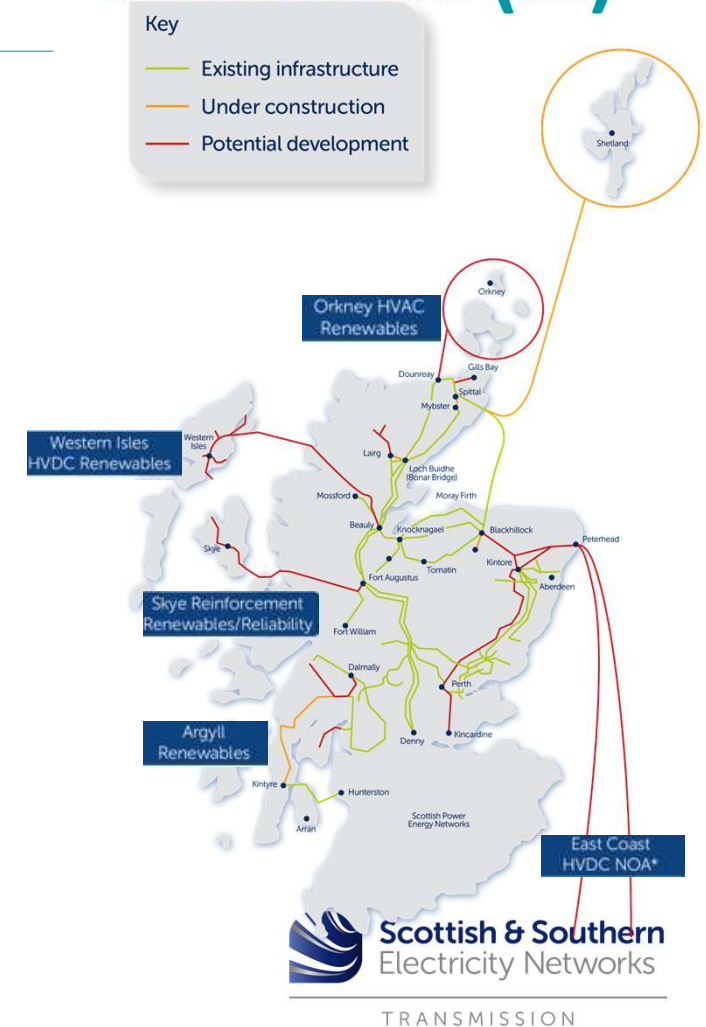 Key
Existing infrastructure
Under construction
Potential development
Shetland
Orkney
Orkney HVAC
Renewables
Dounreay
Gills Bay
Spittal
Mybster
Western Isles
HVDC Renewables
Western
Isles
Lairg
Loch Buidhe
(Bonar Bridge)
Mossford
Moray Firth
Beauly
Knocknagael
Blackhillock
Peterhead
Skye
Tomatin
Kintore
Fort Augustus
Aberdeen
Skye Reinforcement
Renewables/Reliability
Fort William
Dalmally
Perth
Argyll
Renewables
Denny
Kincardine
Kintyre
Hunterston
Arran
Scottish Power
Energy Networks
East Coast
HVDC NOA*
Scottish & Southern
Electricity Networks
TRANSMISSION